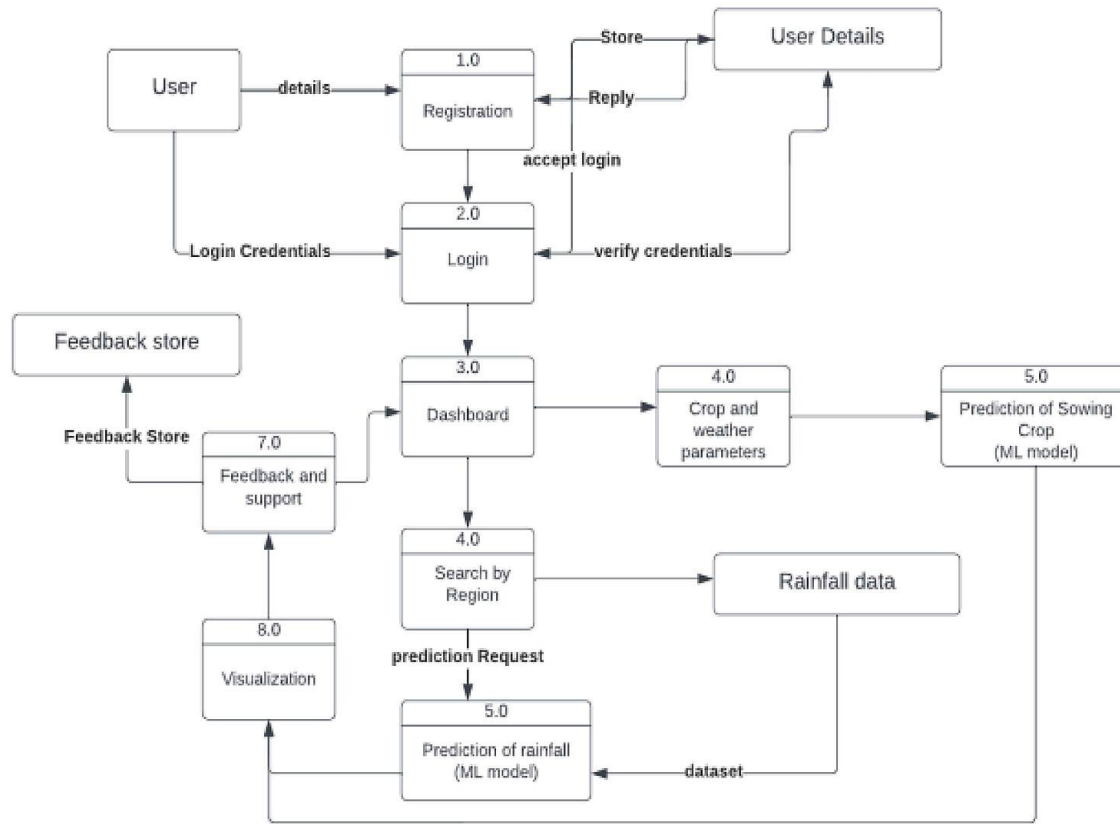 User
details
1.0
Registration
Store
Reply
User Details
accept login
2.0
Login
Login Credentials
verify credentials
Feedback store
3.0
Dashboard
4.0
Crop and
weather
parameters
5.0
Prediction of Sowing
Crop
(ML model)
Feedback Store
7.0
Feedback and
support
4.0
Search by
Region
Rainfall data
8.0
Visualization
prediction Request
5.0
Prediction of rainfall
(ML model)
dataset